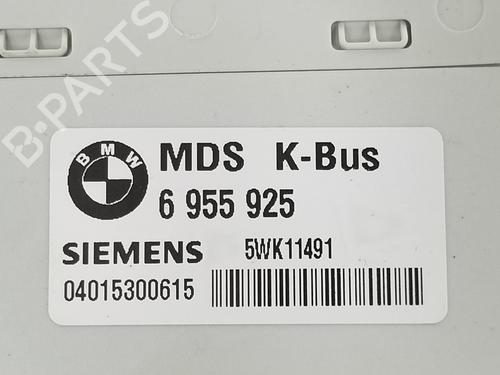 B-PARTS
BMW
MDS K-Bus
6 955 925
SIEMENS 5WK11491
04015300615